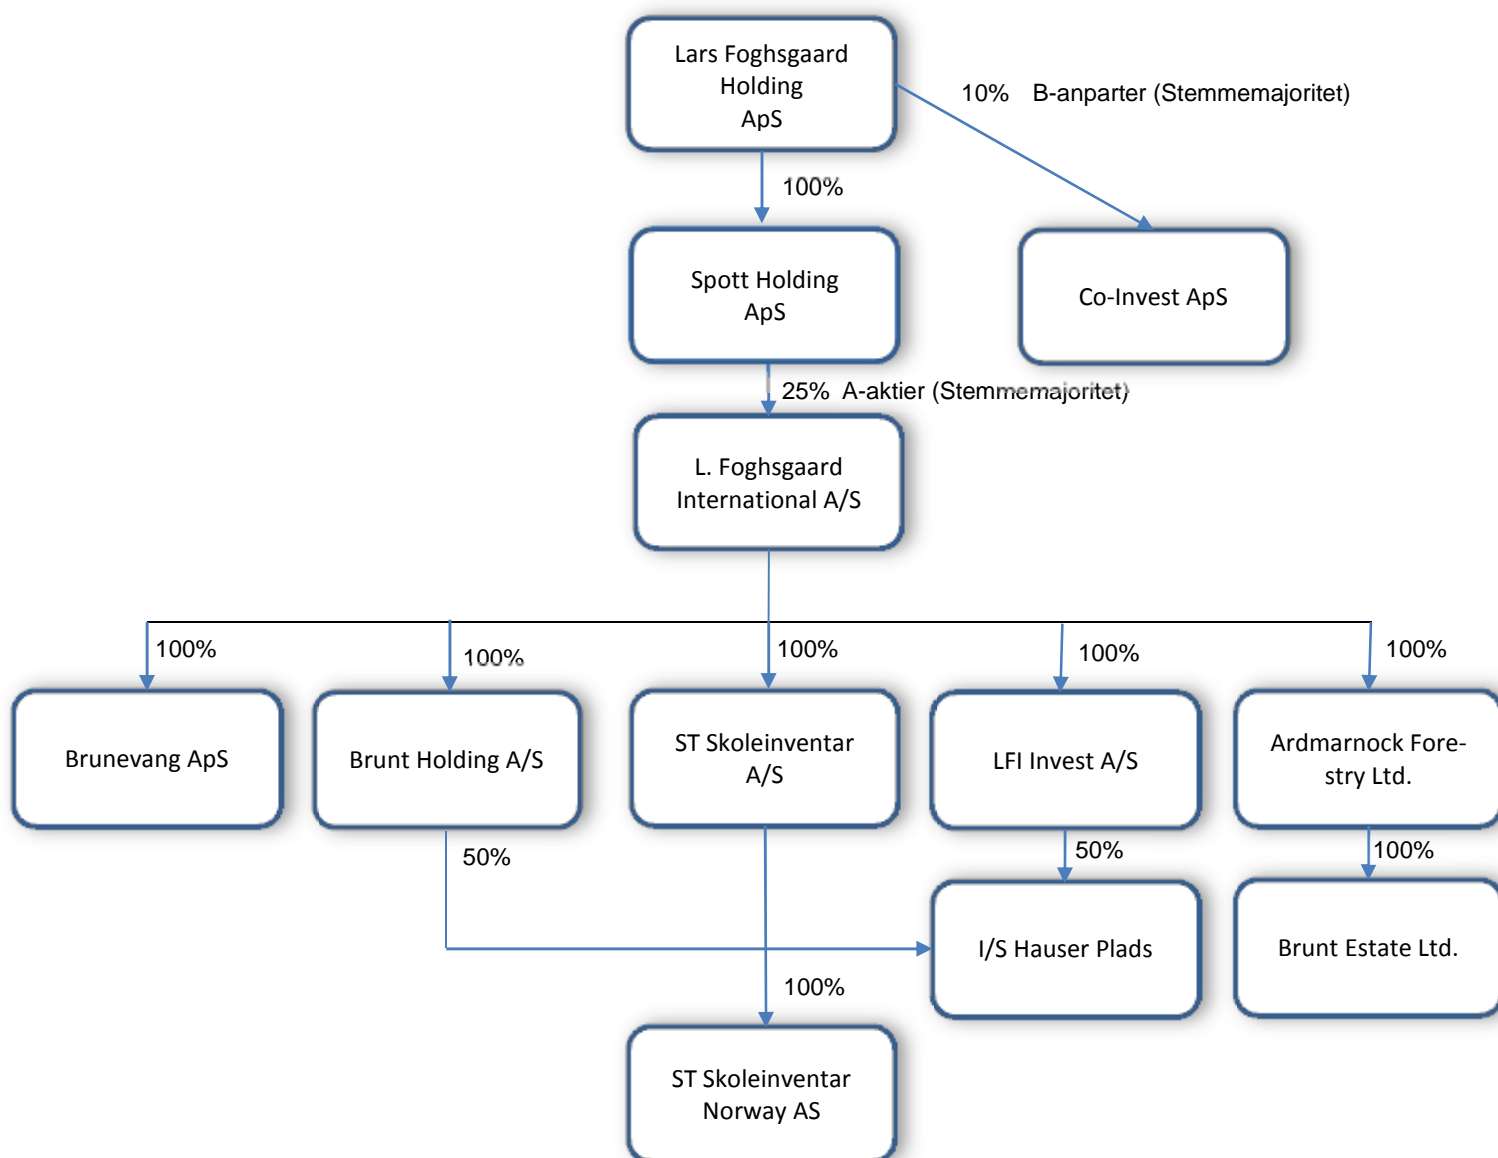 Lars Foghsgaard
Holding
ApS
10% B-anparter (Stemmemajoritet)
100%
Spott Holding
ApS
Co-Invest ApS
25% A-aktier (Stemmemajoritet)
L. Foghsgaard
International A/S
100%
100%
100%
100%
100%
Brunevang ApS
Brunt Holding A/S
ST Skoleinventar
A/S
LFI Invest A/S
Ardmarnock Fore-
stry Ltd.
50%
50%
100%
I/S Hauser Plads
Brunt Estate Ltd.
100%
ST Skoleinventar
Norway AS